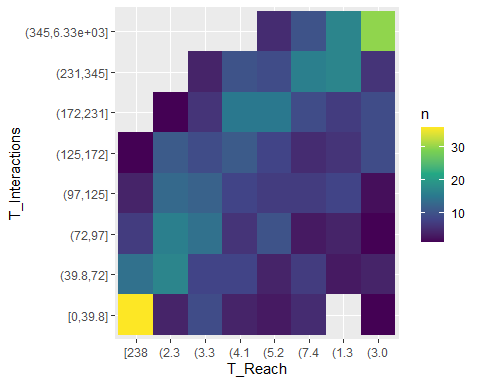 (345,6.33e+03]
(231,345]
(172,231]
(125,172]
(97,125]
(72,97]
(39.8,72]
[0,39.8]
T_Interactions
[238 (2.3 (3.3 (4.1 (5.2 (7.4 (1.3 (3.0
T_Reach
n
30
20
10